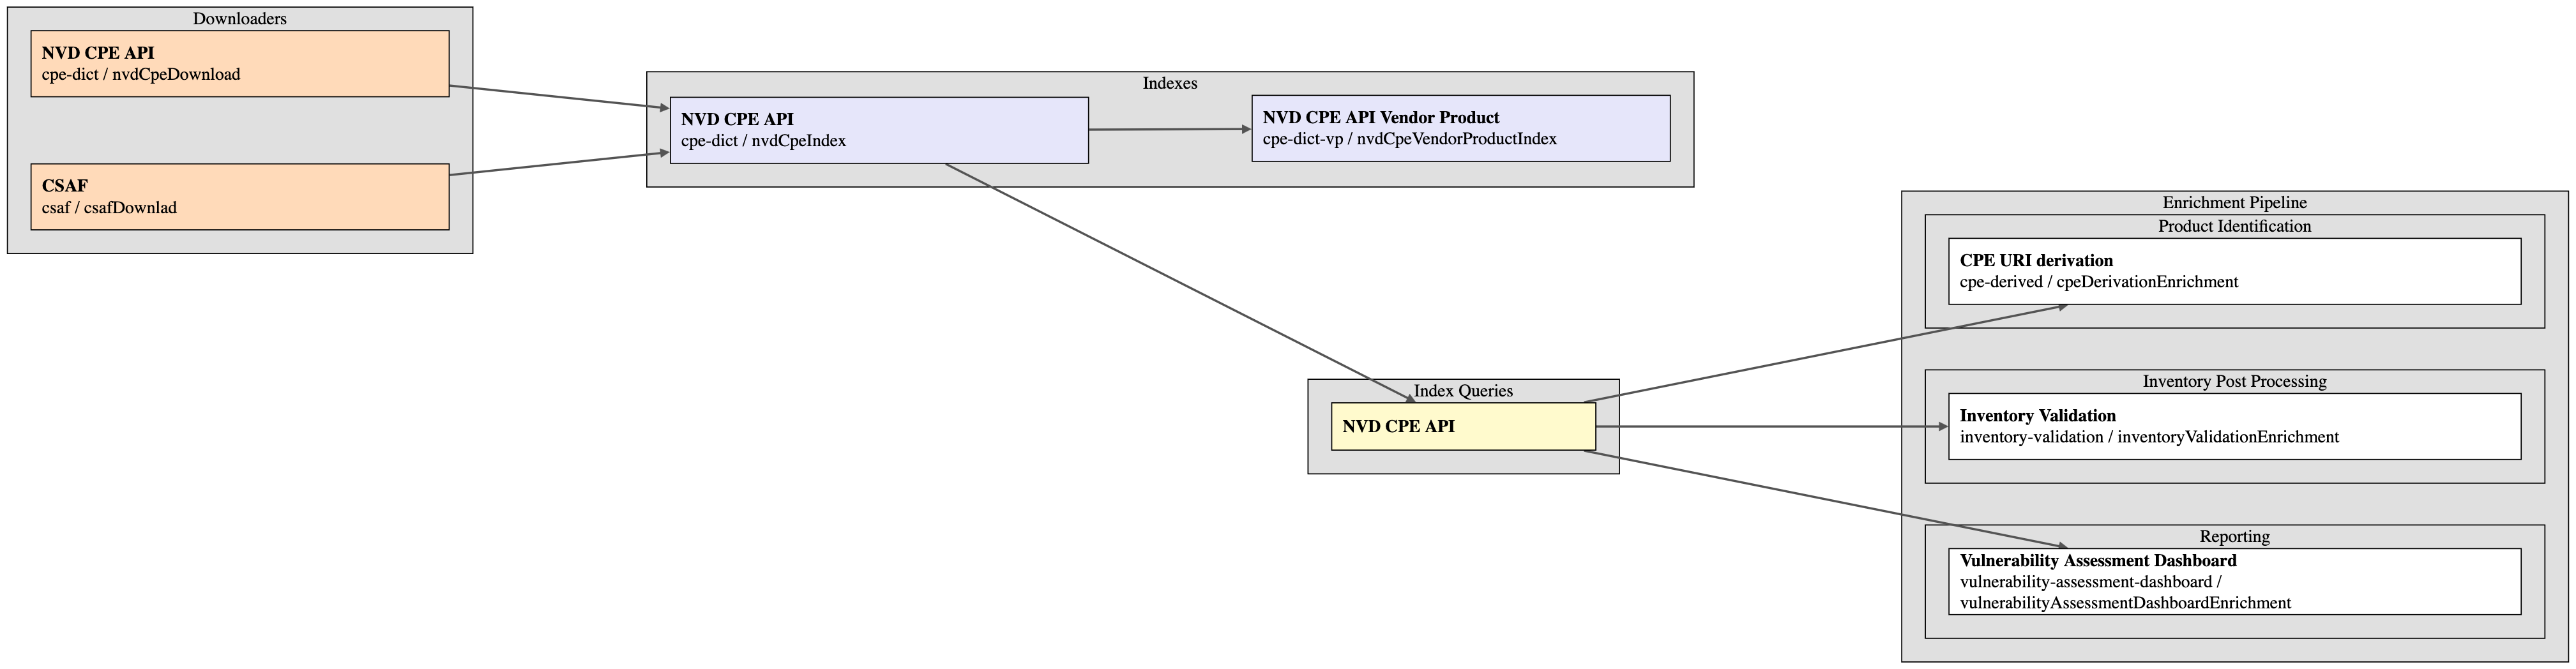 Downloaders
NVD CPE API
cpe-dict / nvdCpeDownload
CSAF
csaf / csafDownlad
Indexes
NVD CPE API
cpe-dict / nvdCpeIndex
NVD CPE API Vendor Product
cpe-dict-vp / nvdCpeVendorProductIndex
Index Queries
NVD CPE API
Enrichment Pipeline
Product Identification
CPE URI derivation
cpe-derived / cpeDerivationEnrichment
Inventory Post Processing
Inventory Validation
inventory-validation / inventoryValidationEnrichment
Reporting
Vulnerability Assessment Dashboard
vulnerability-assessment-dashboard /
vulnerabilityAssessmentDashboardEnrichment